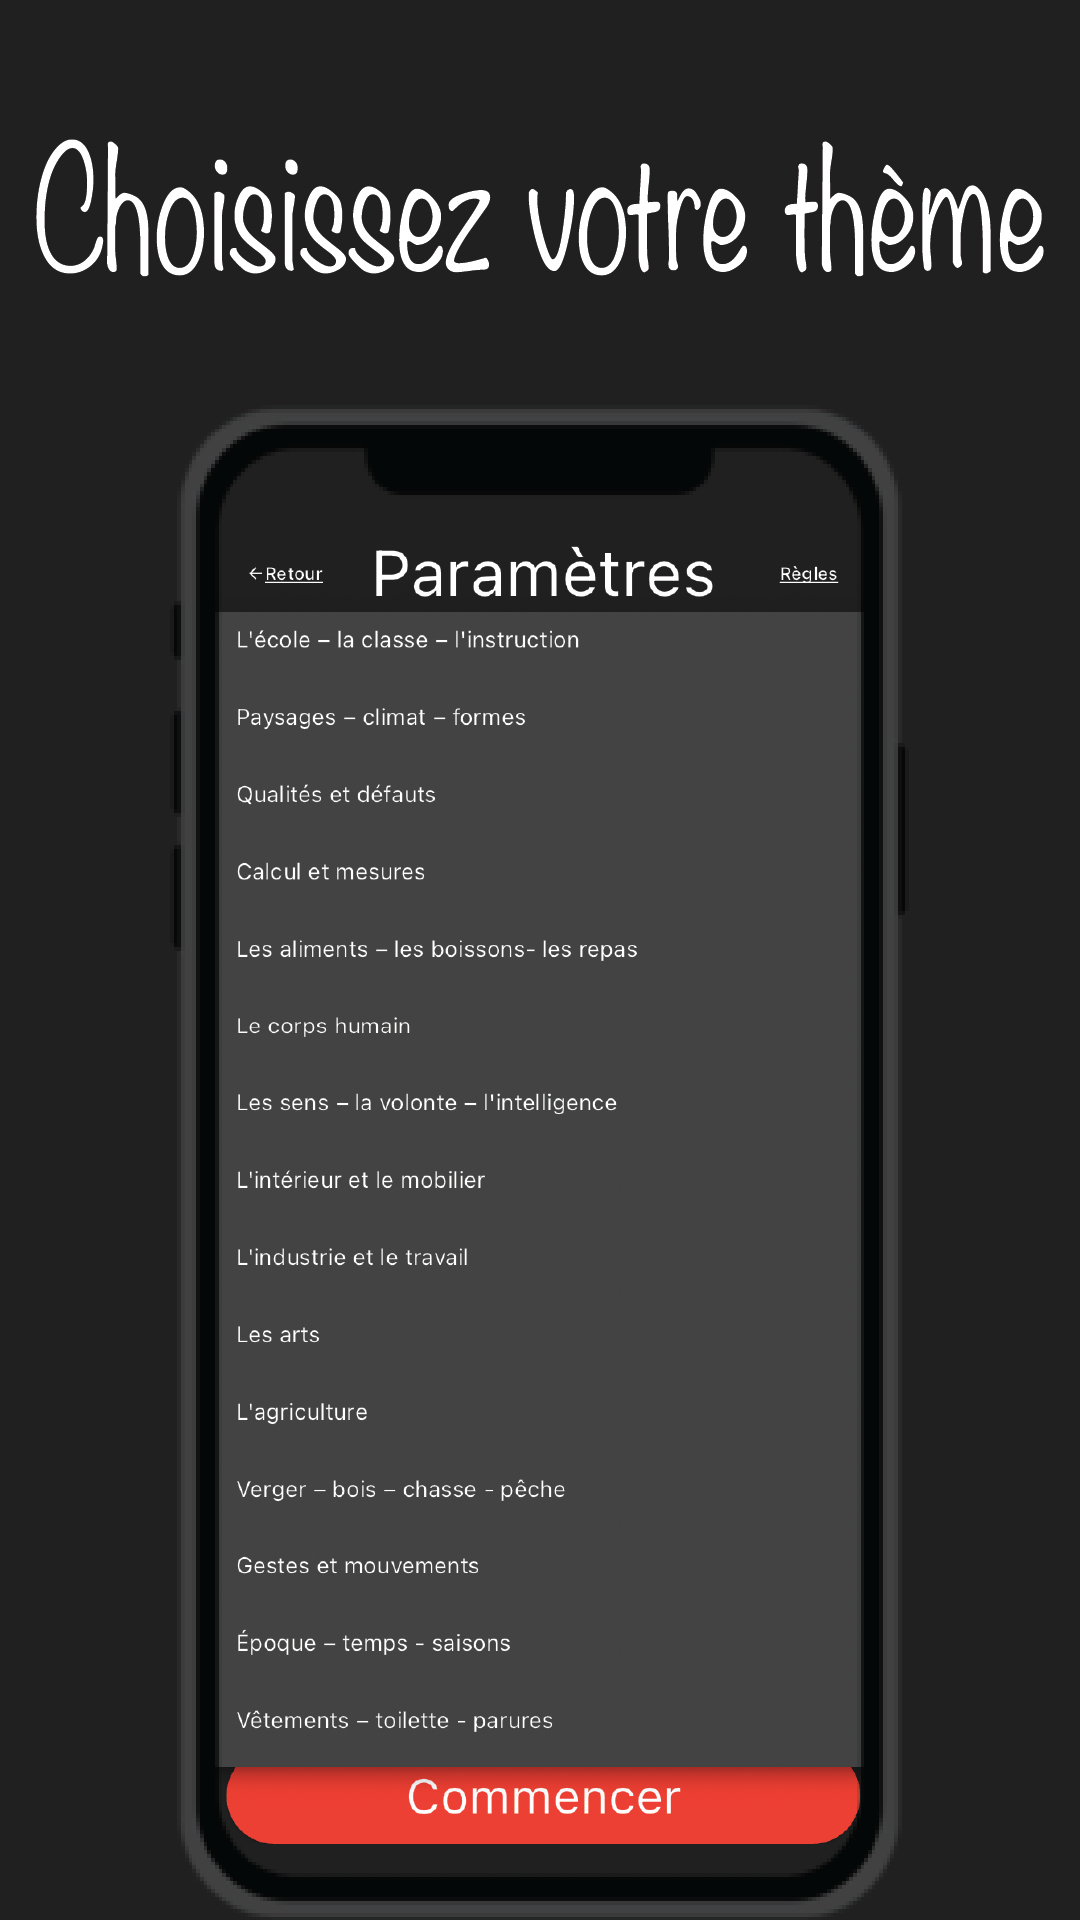 Choisissez votre thème
←Retour Paramètres Règles
L'école – la classe – l'instruction
Paysages – climat – formes
Qualités et défauts
Calcul et mesures
Les aliments – les boissons- les repas
Le corps humain
Les sens – la volonte – l'intelligence
L'intérieur et le mobilier
L'industrie et le travail
Les arts
L'agriculture
Verger – bois – chasse - pêche
Gestes et mouvements
Époque – temps - saisons
Vêtements – toilette - parures
Commencer